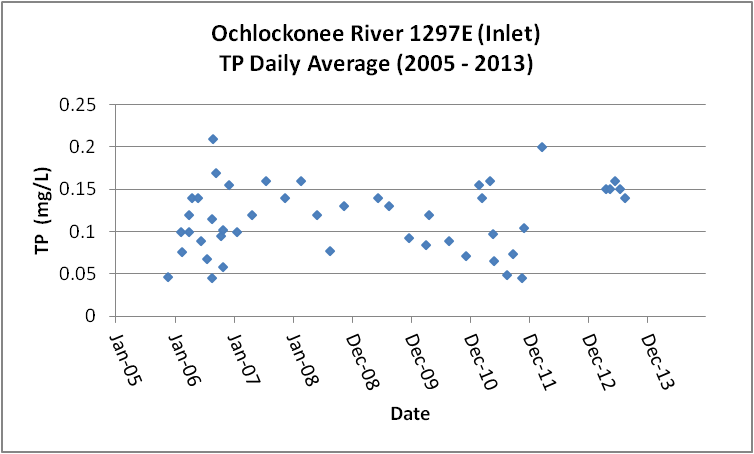 Ochlockonee River 1297E (Inlet)
TP Daily Average (2005 - 2013)
0.25
0.2
0.15
0.1
0.05
0
TP (mg/L)
Jan-05
Jan-06
Jan-07
Jan-08
Dec-08
Dec-09
Dec-10
Dec-11
Dec-12
Dec-13
Date